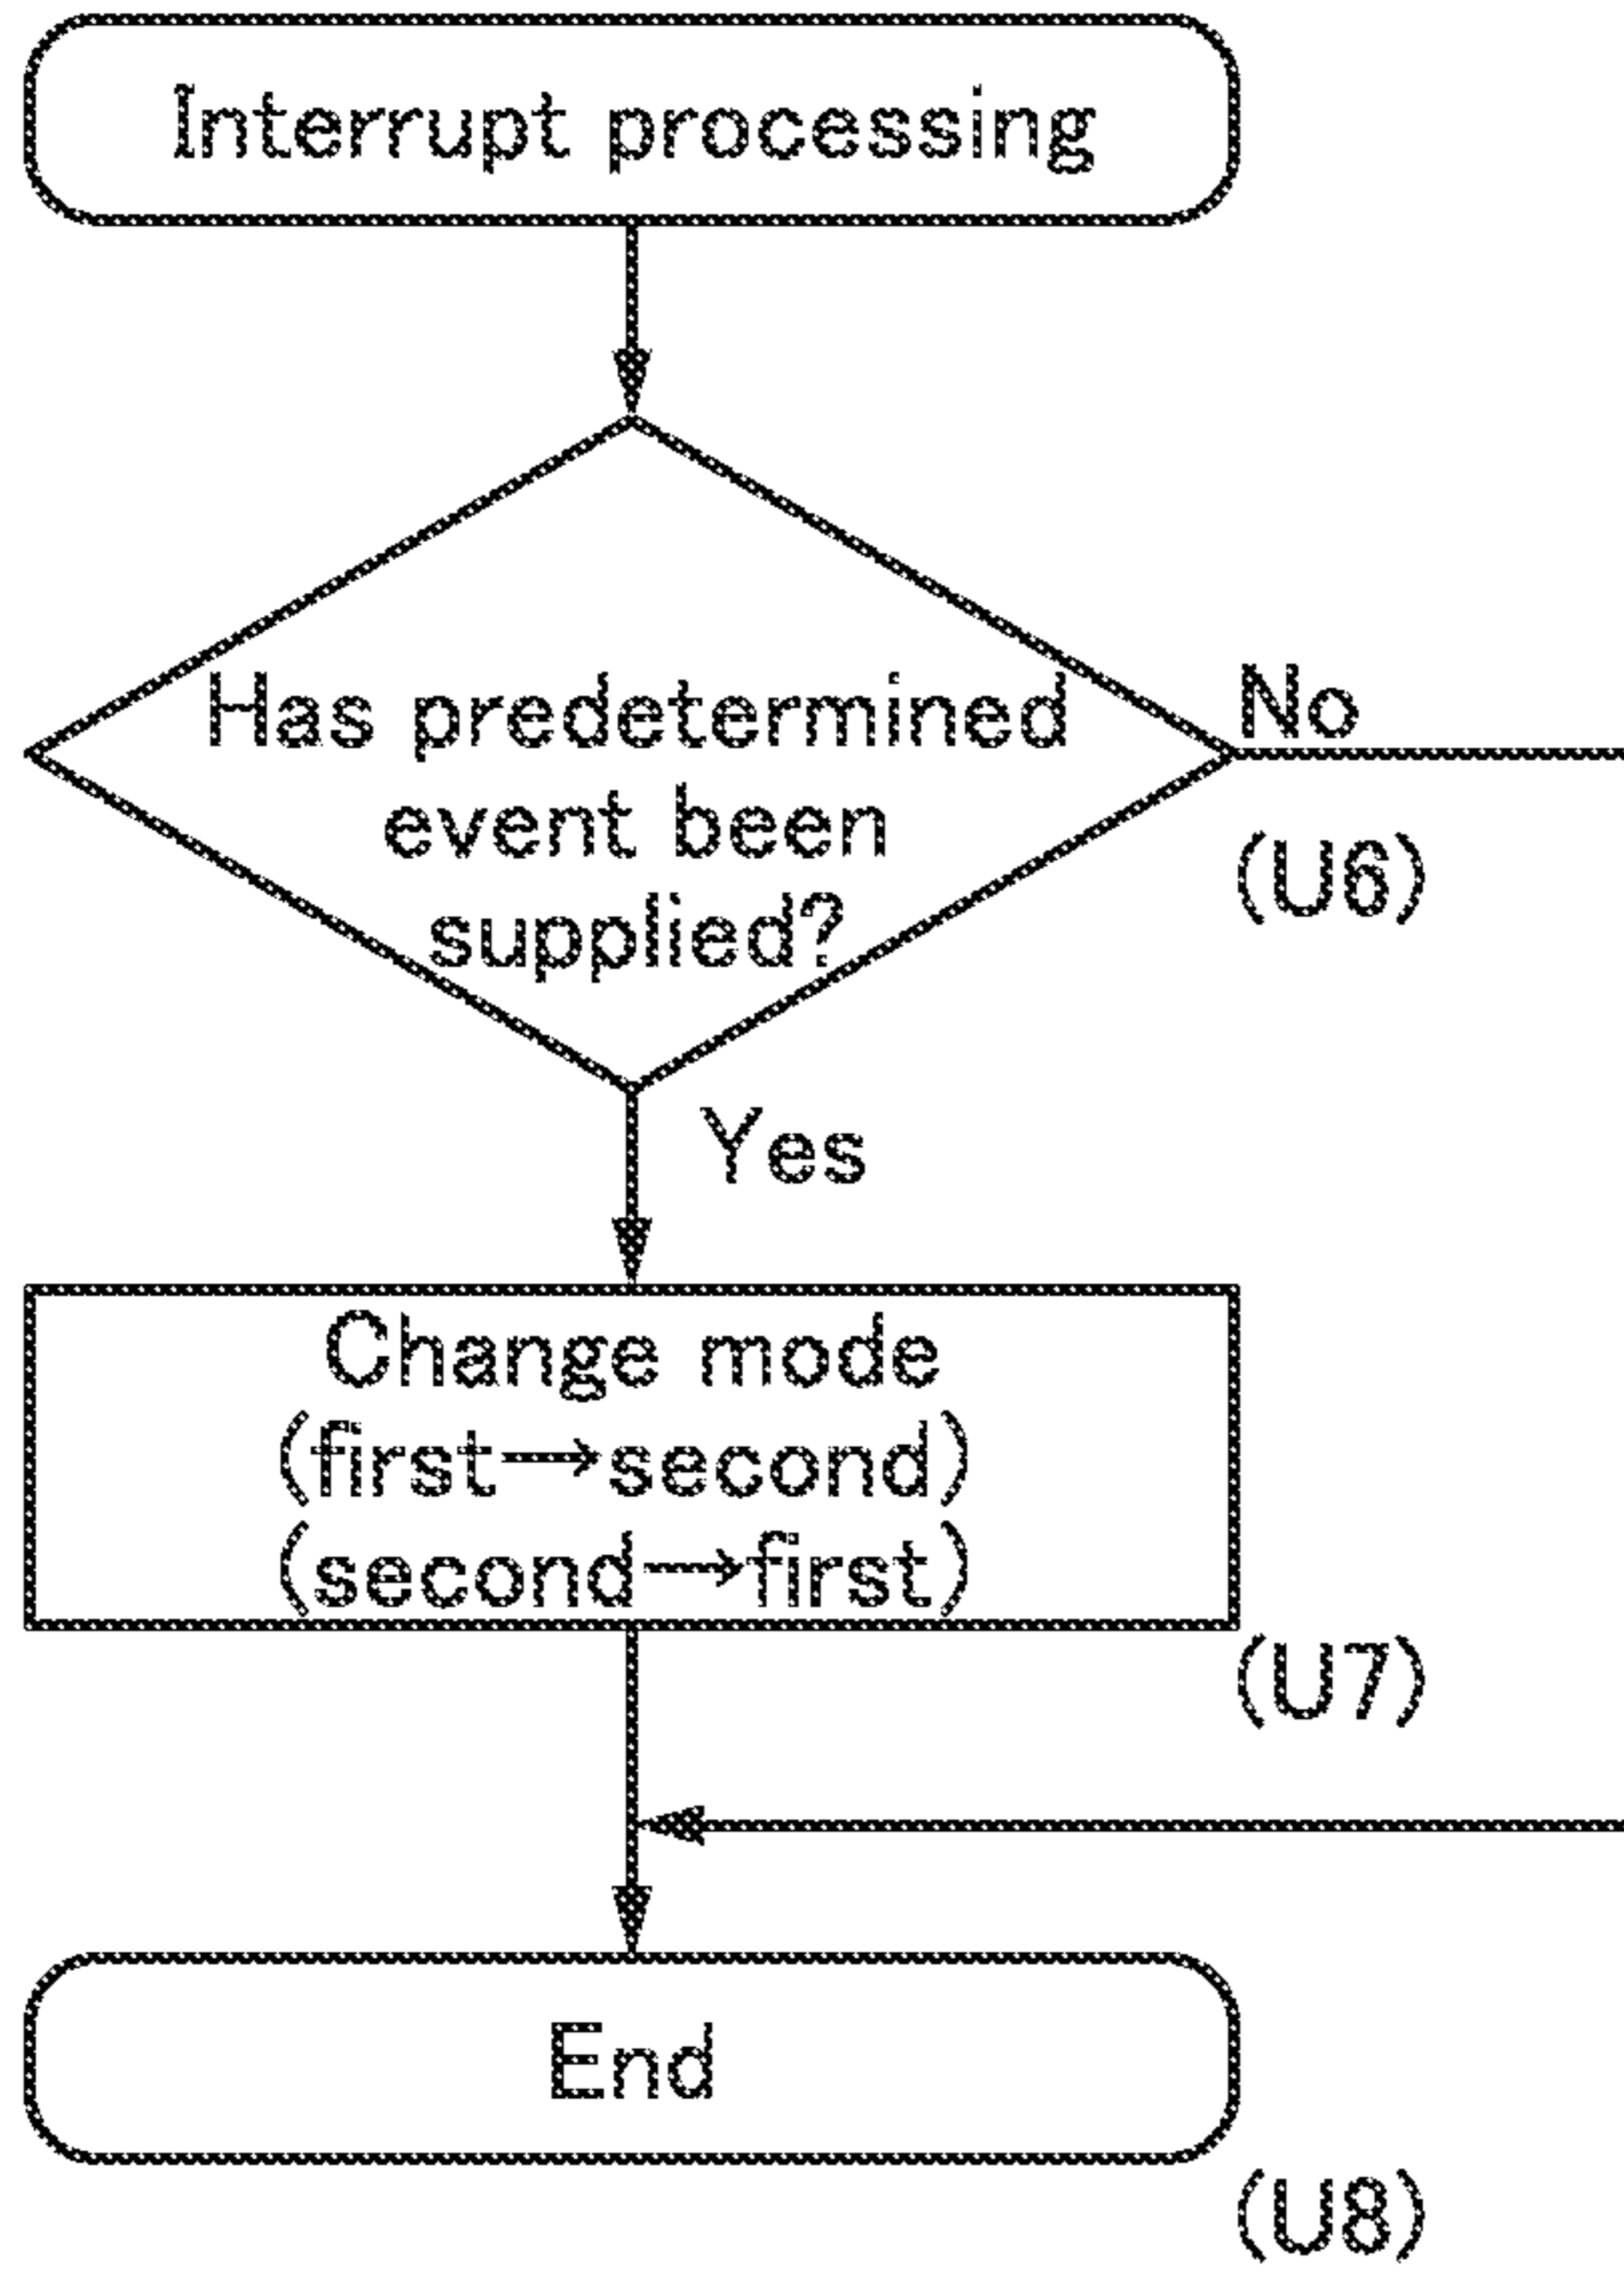 Interrupt processing
Has predetermined
event been
supplied?
No
(U6)
Yes
Change mode
(first→second)
(second→first)
(U7)
End
(U8)